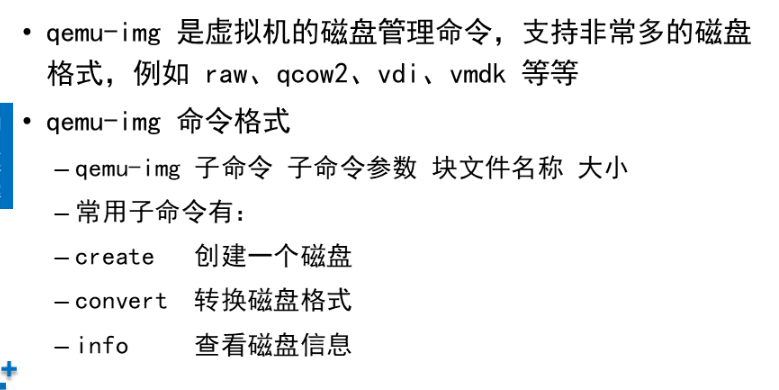 • qemu-img 是虚拟机的磁盘管理命令，支持非常多的磁盘
格式，例如 raw、qcow2、vdi、vmdk 等等
• qemu-img 命令格式
– qemu-img 子命令 子命令参数 块文件名称 大小
– 常用子命令有：
– create 创建一个磁盘
– convert 转换磁盘格式
– info 查看磁盘信息